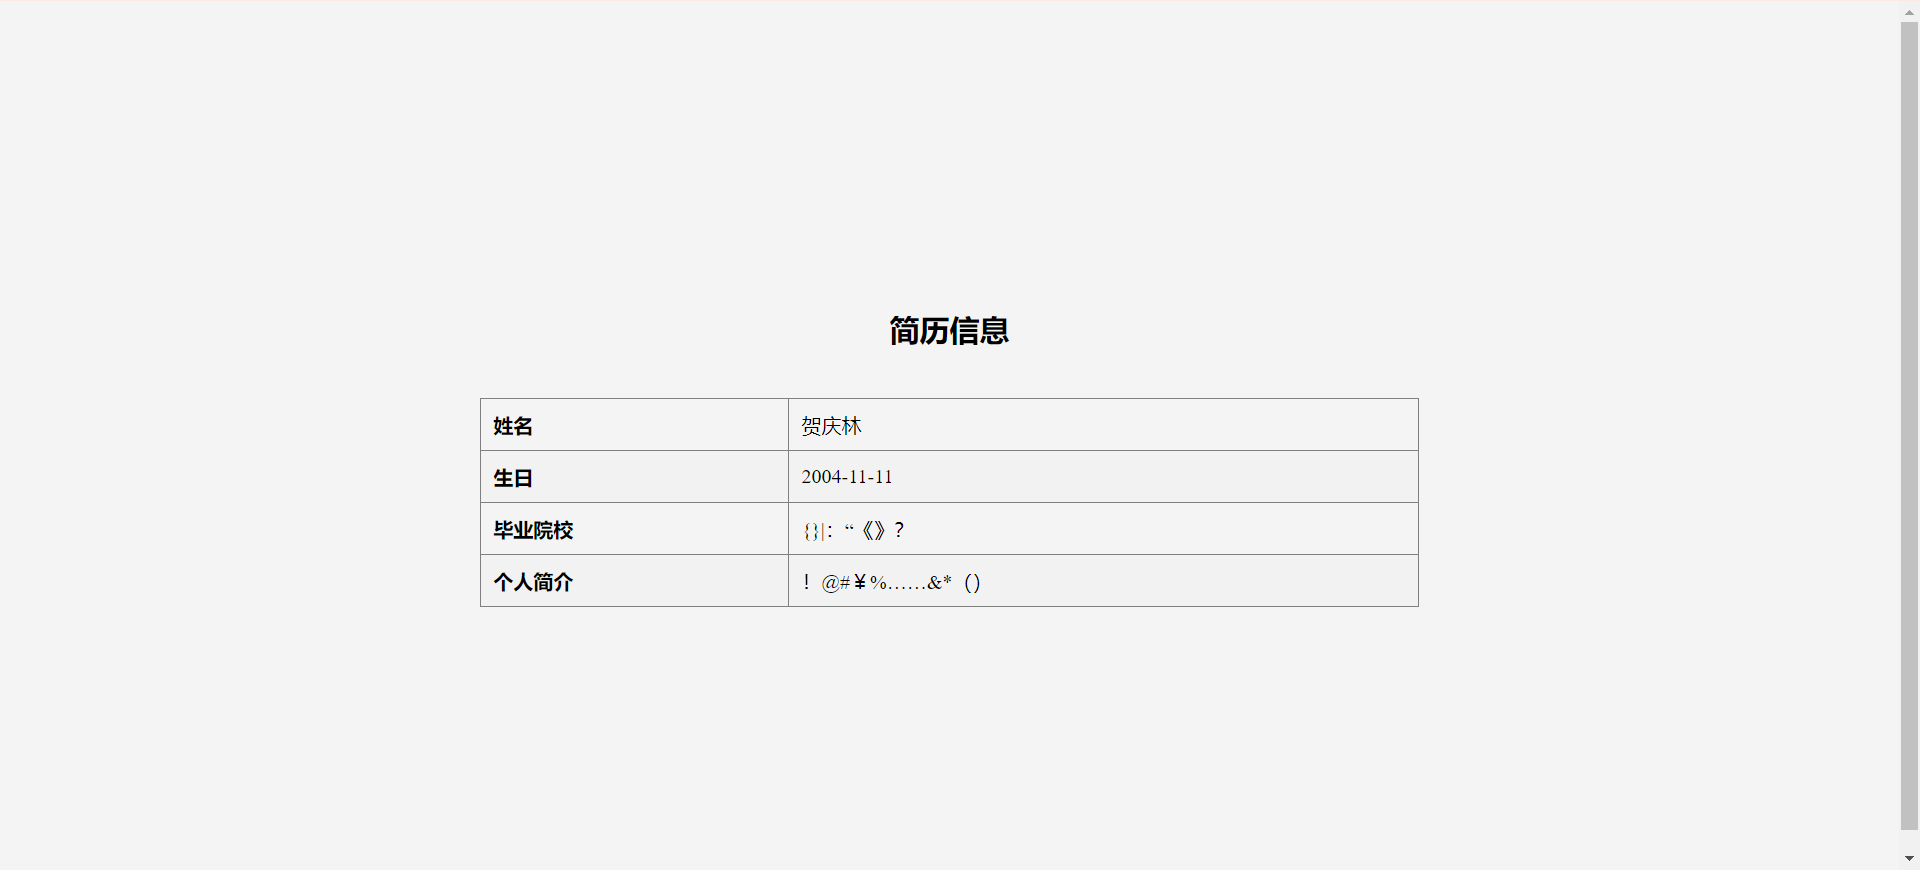 简历信息
姓名 贺庆林
生日 2004-11-11
毕业院校 {}|：“《》？
个人简介 ！@#￥%……&*（）